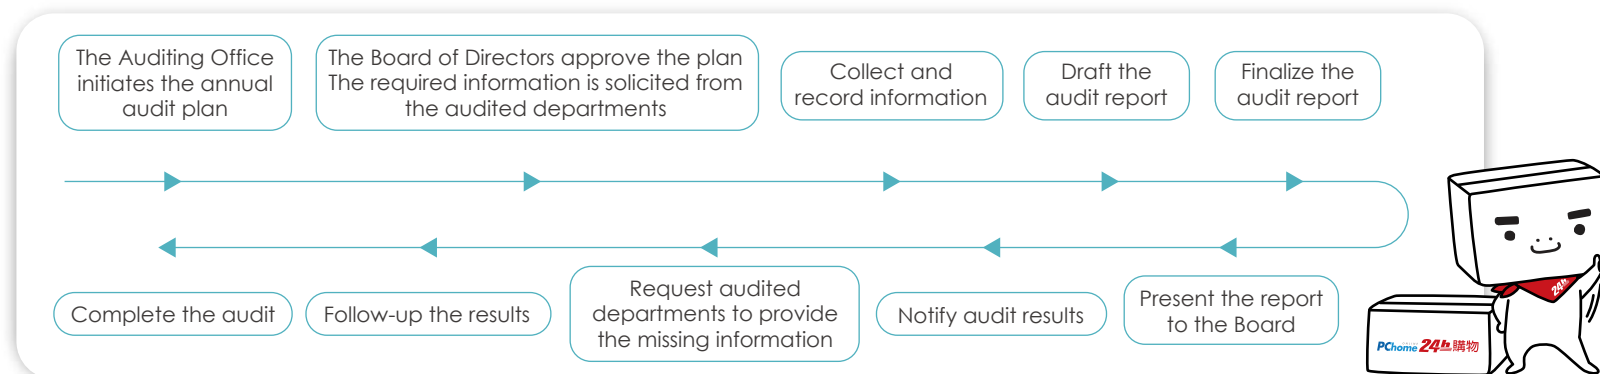 The Auditing Office
initiates the annual
audit plan
The Board of Directors approve the plan
The required information is solicited from
the audited departments
Collect and
record information
Draft the
audit report
Finalize the
audit report
Present the report
to the Board
Notify audit results
Request audited
departments to provide
the missing information
Follow-up the results
Complete the audit
24h
PChome 24h 購物